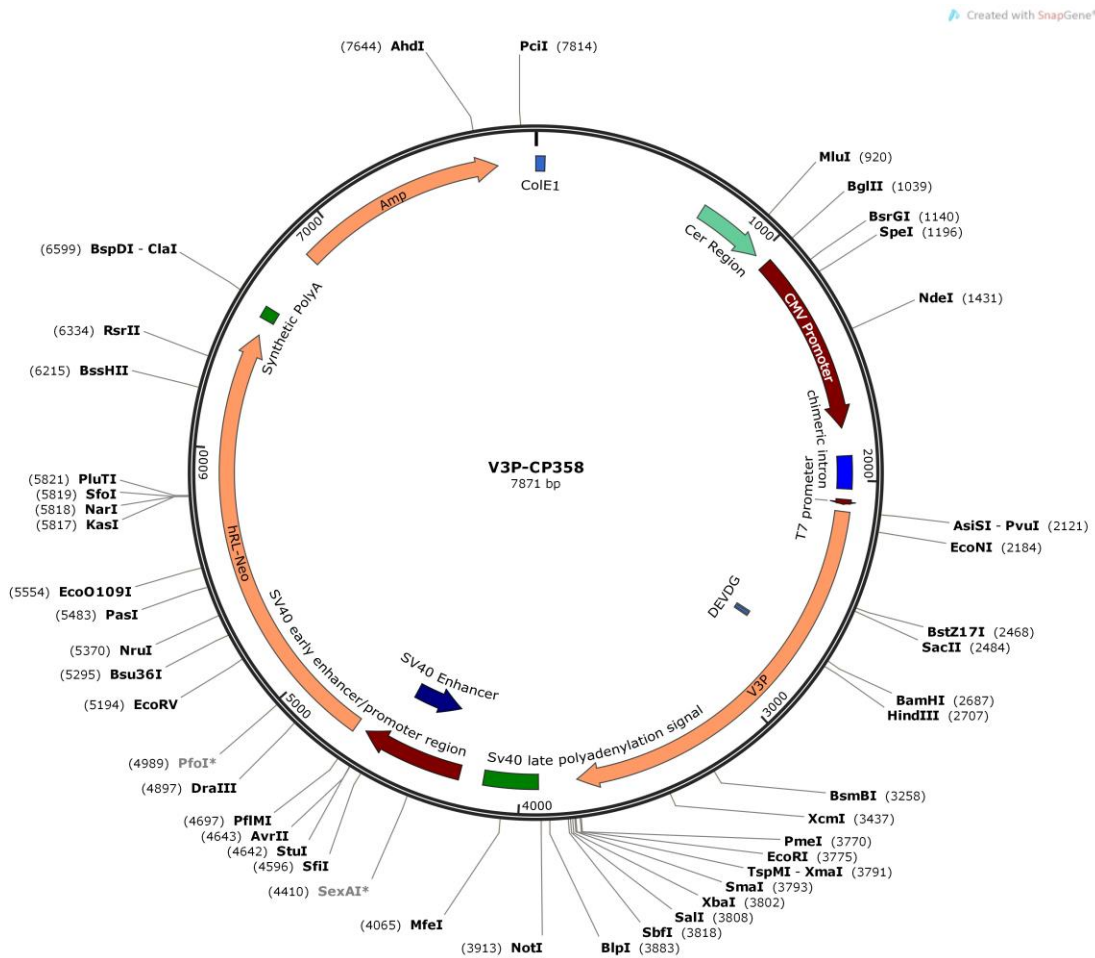 Created with SnapGene®
(7644) AhdI
PciI (7814)
ColE1
Amp
7000
MluI (920)
BglII (1039)
1000
BsrGI (1140)
SpeI (1196)
Cer Region
CMV Promoter
NdeI (1431)
(6599) BspDI - ClaI
Synthetic PolyA
(6334) RsrII
(6215) BssHII
chimeric intron
2000
T7 promoter
6000
V3P-CP358
7871 bp
(5821) PluTI
(5819) SfoI
(5818) NarI
(5817) KasI
AsiSI - PvuI (2121)
EcoNI (2184)
hRL-Neo
DEVDG
(5554) EcoO109I
(5483) PasI
(5370) NruI
(5295) Bsu36I
(5194) EcoRV
BstZ17I (2468)
SacII (2484)
V3P
BamHI (2687)
HindIII (2707)
SV40 early enhancer/promoter region
SV40 Enhancer
5000
3000
Sv40 late polyadenylation signal
4000
(4989) PfoI*
(4897) DraIII
(4697) PflMI
(4643) AvrII
(4642) StuI
(4596) SfiI
(4410) SexAI*
(4065) MfeI
(3913) NotI
BsmBI (3258)
XcmI (3437)
PmeI (3770)
EcoRI (3775)
TspMI - XmaI (3791)
SmaI (3793)
XbaI (3802)
SalI (3808)
SbfI (3818)
BlpI (3883)